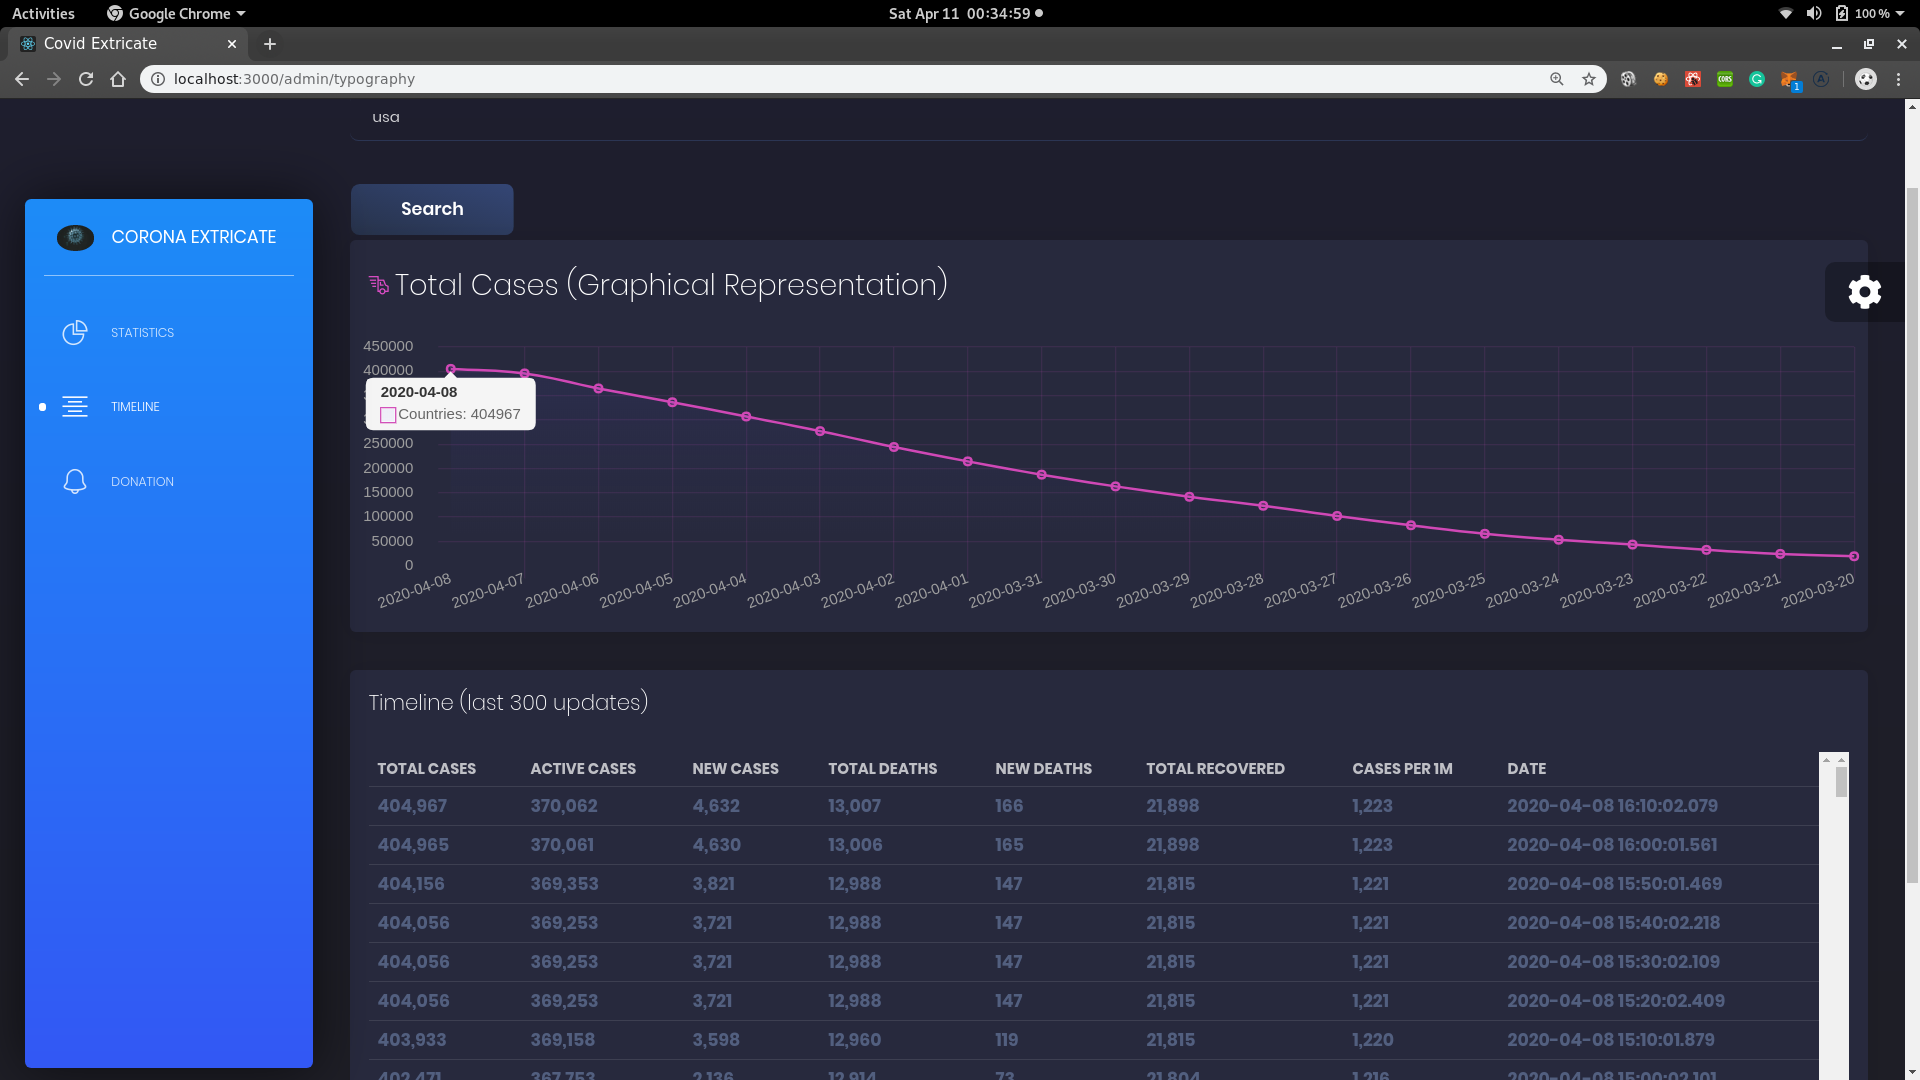 Activities Google Chrome Sat Apr 11 00:34:59 100 %
Covid Extricate
localhost:3000/admin/typography
CORS
1
usa
Search
CORONA EXTRICATE
STATISTICS
TIMELINE
DONATION
Total Cases (Graphical Representation)
450000
400000
2020-04-08
Countries: 404967
250000
200000
150000
100000
50000
0
2020-04-08 2020-04-07 2020-04-06 2020-04-05 2020-04-04 2020-04-03 2020-04-02 2020-04-01 2020-03-31 2020-03-30 2020-03-29 2020-03-28 2020-03-27 2020-03-26 2020-03-25 2020-03-24 2020-03-23 2020-03-22 2020-03-21 2020-03-20
Timeline (last 300 updates)
TOTAL CASES ACTIVE CASES NEW CASES TOTAL DEATHS NEW DEATHS TOTAL RECOVERED CASES PER 1M DATE
404,967 370,062 4,632 13,007 166 21,898 1,223 2020-04-08 16:10:02.079
404,965 370,061 4,630 13,006 165 21,898 1,223 2020-04-08 16:00:01.561
404,156 369,353 3,821 12,988 147 21,815 1,221 2020-04-08 15:50:01.469
404,056 369,253 3,721 12,988 147 21,815 1,221 2020-04-08 15:40:02.218
404,056 369,253 3,721 12,988 147 21,815 1,221 2020-04-08 15:30:02.109
404,056 369,253 3,721 12,988 147 21,815 1,221 2020-04-08 15:20:02.409
403,933 369,158 3,598 12,960 119 21,815 1,220 2020-04-08 15:10:01.879
402,471 367,753 2,136 12,914 73 21,804 1,216 2020-04-08 15:00:02.101